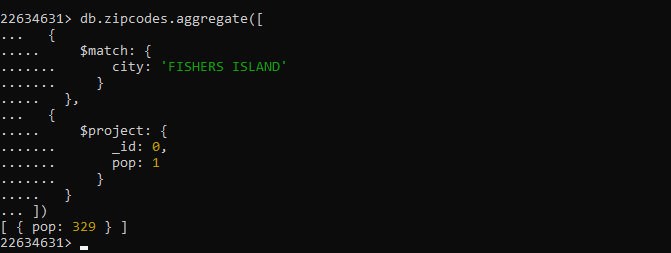 22634631> db.zipcodes.aggregate([
...   {
.....     $match: {
.......       city: 'FISHERS ISLAND'
.......     }
.....   },
...   {
.....     $project: {
.......       _id: 0,
.......       pop: 1
.......     }
.....   }
... ])
[ { pop: 329 } ]
22634631>